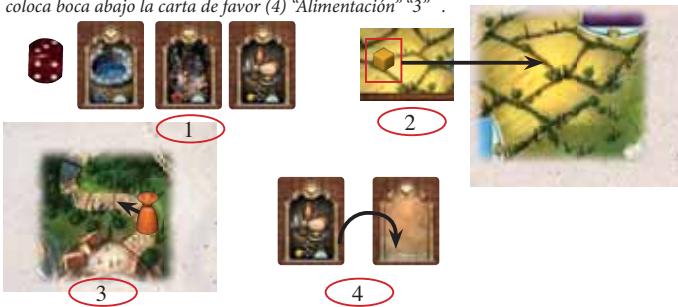 coloca boca abajo la carta de favor (4) “Alimentación” “3” .
1
2
3
4